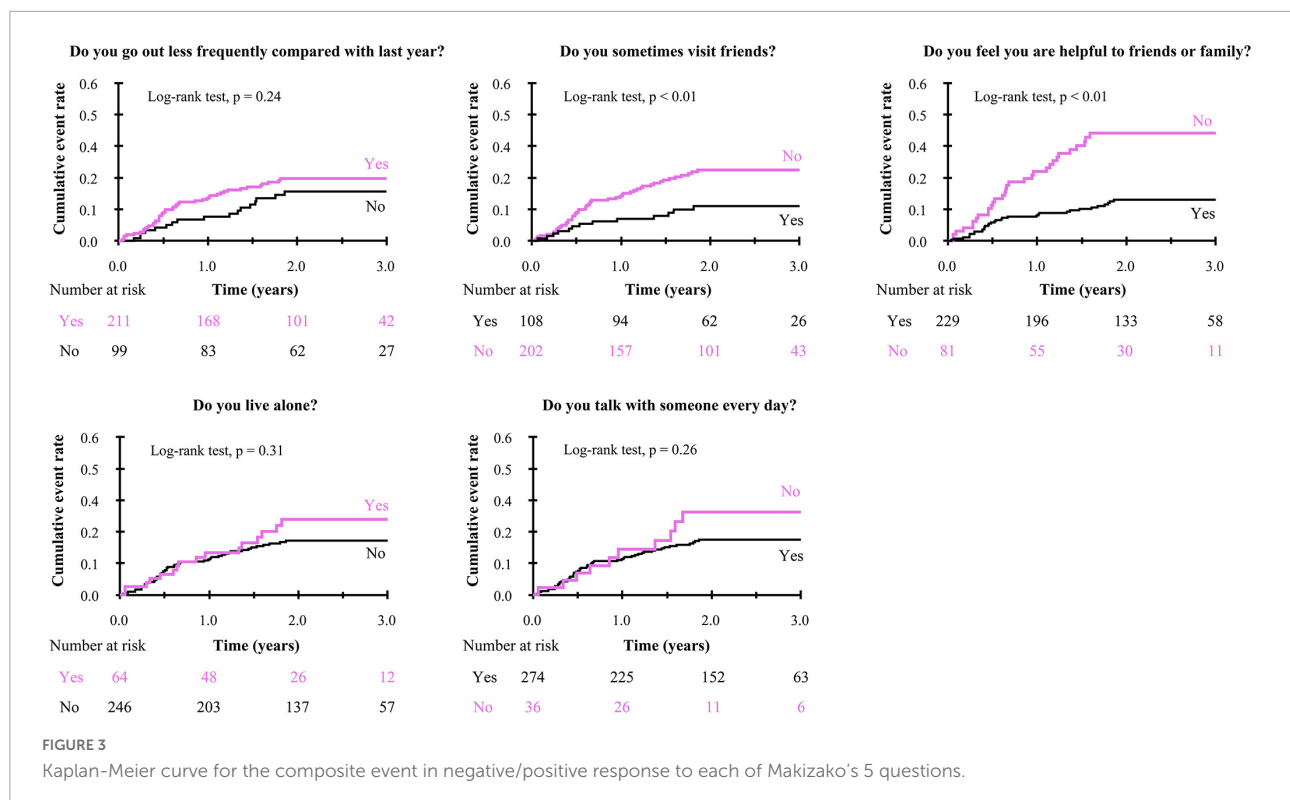 Do you go out less frequently compared with last year?
Cumulative event rate
0.6
0.5
0.4
0.2
0.1
0.0
Log-rank test, p = 0.24
Yes
No
0.0 1.0 2.0 3.0
Number at risk Time (years)
Yes 211 168 101 42
No 99 83 62 27
Do you sometimes visit friends?
Cumulative event rate
0.6
0.5
0.4
0.2
0.1
0.0
Log-rank test, p < 0.01
No
Yes
0.0 1.0 2.0 3.0
Number at risk Time (years)
Yes 108 94 62 26
No 202 157 101 43
Do you feel you are helpful to friends or family?
Cumulative event rate
0.6
0.5
0.4
0.2
0.1
0.0
Log-rank test, p < 0.01
No
Yes
0.0 1.0 2.0 3.0
Number at risk Time (years)
Yes 229 196 133 58
No 81 55 30 11
Do you live alone?
Cumulative event rate
0.6
0.5
0.4
0.2
0.1
0.0
Log-rank test, p = 0.31
Yes
No
0.0 1.0 2.0 3.0
Number at risk Time (years)
Yes 64 48 26 12
No 246 203 137 57
Do you talk with someone every day?
Cumulative event rate
0.6
0.5
0.4
0.2
0.1
0.0
Log-rank test, p = 0.26
No
Yes
0.0 1.0 2.0 3.0
Number at risk Time (years)
Yes 274 225 152 63
No 36 26 11 6
FIGURE 3
Kaplan-Meier curve for the composite event in negative/positive response to each of Makizako's 5 questions.